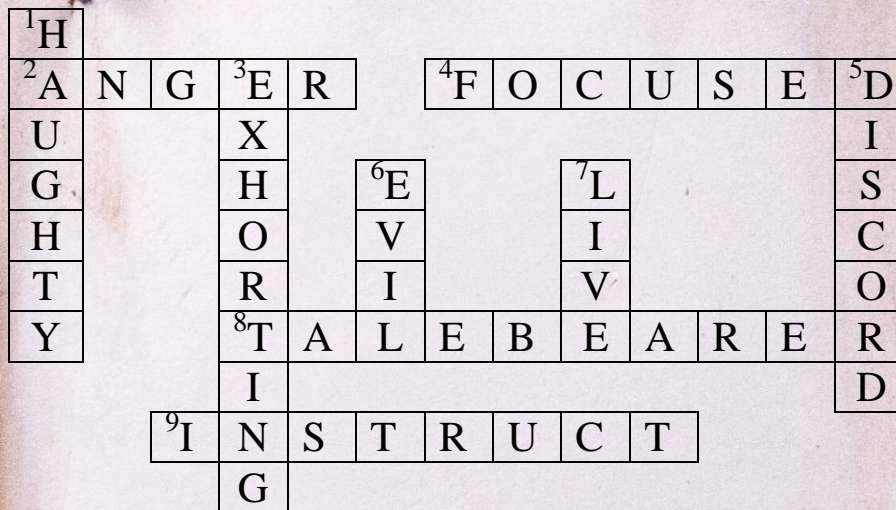 1H
2A N G 3E R 4F O C U S E 5D
U X I
G H 6E 7L S
H O V I C
T R I V O
Y 8T A L E B E A R E R
I D
9I N S T R U C T
G